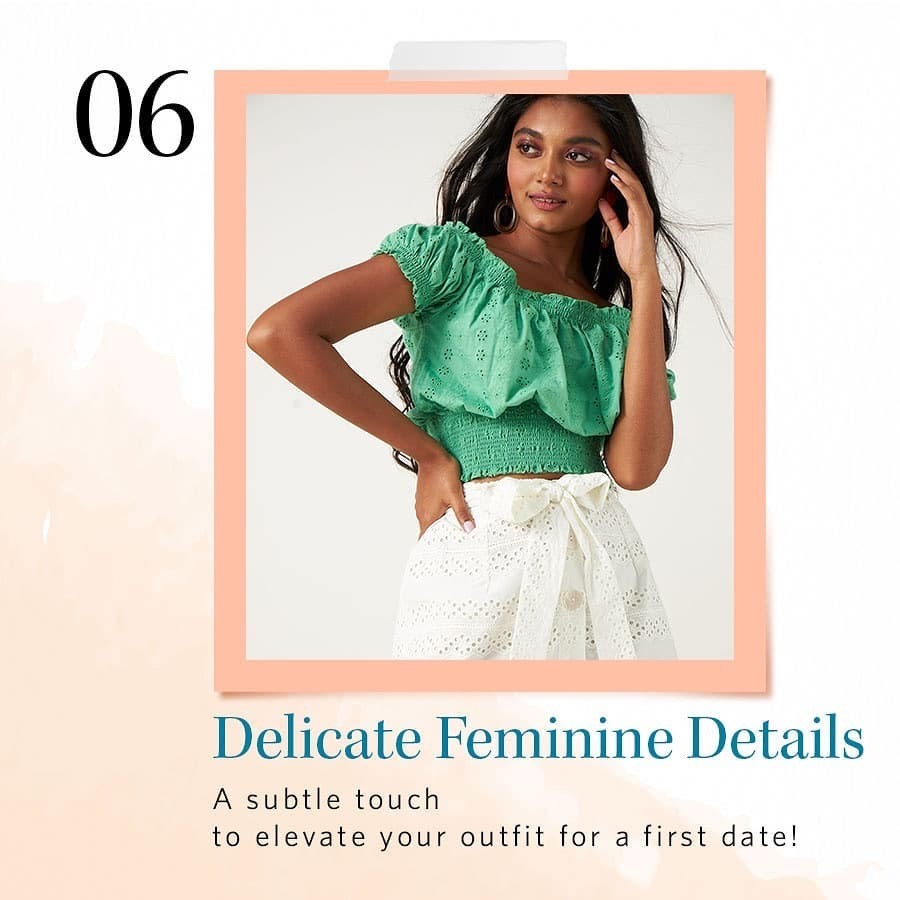 06
Delicate Feminine Details
A subtle touch
to elevate your outfit for a first date!